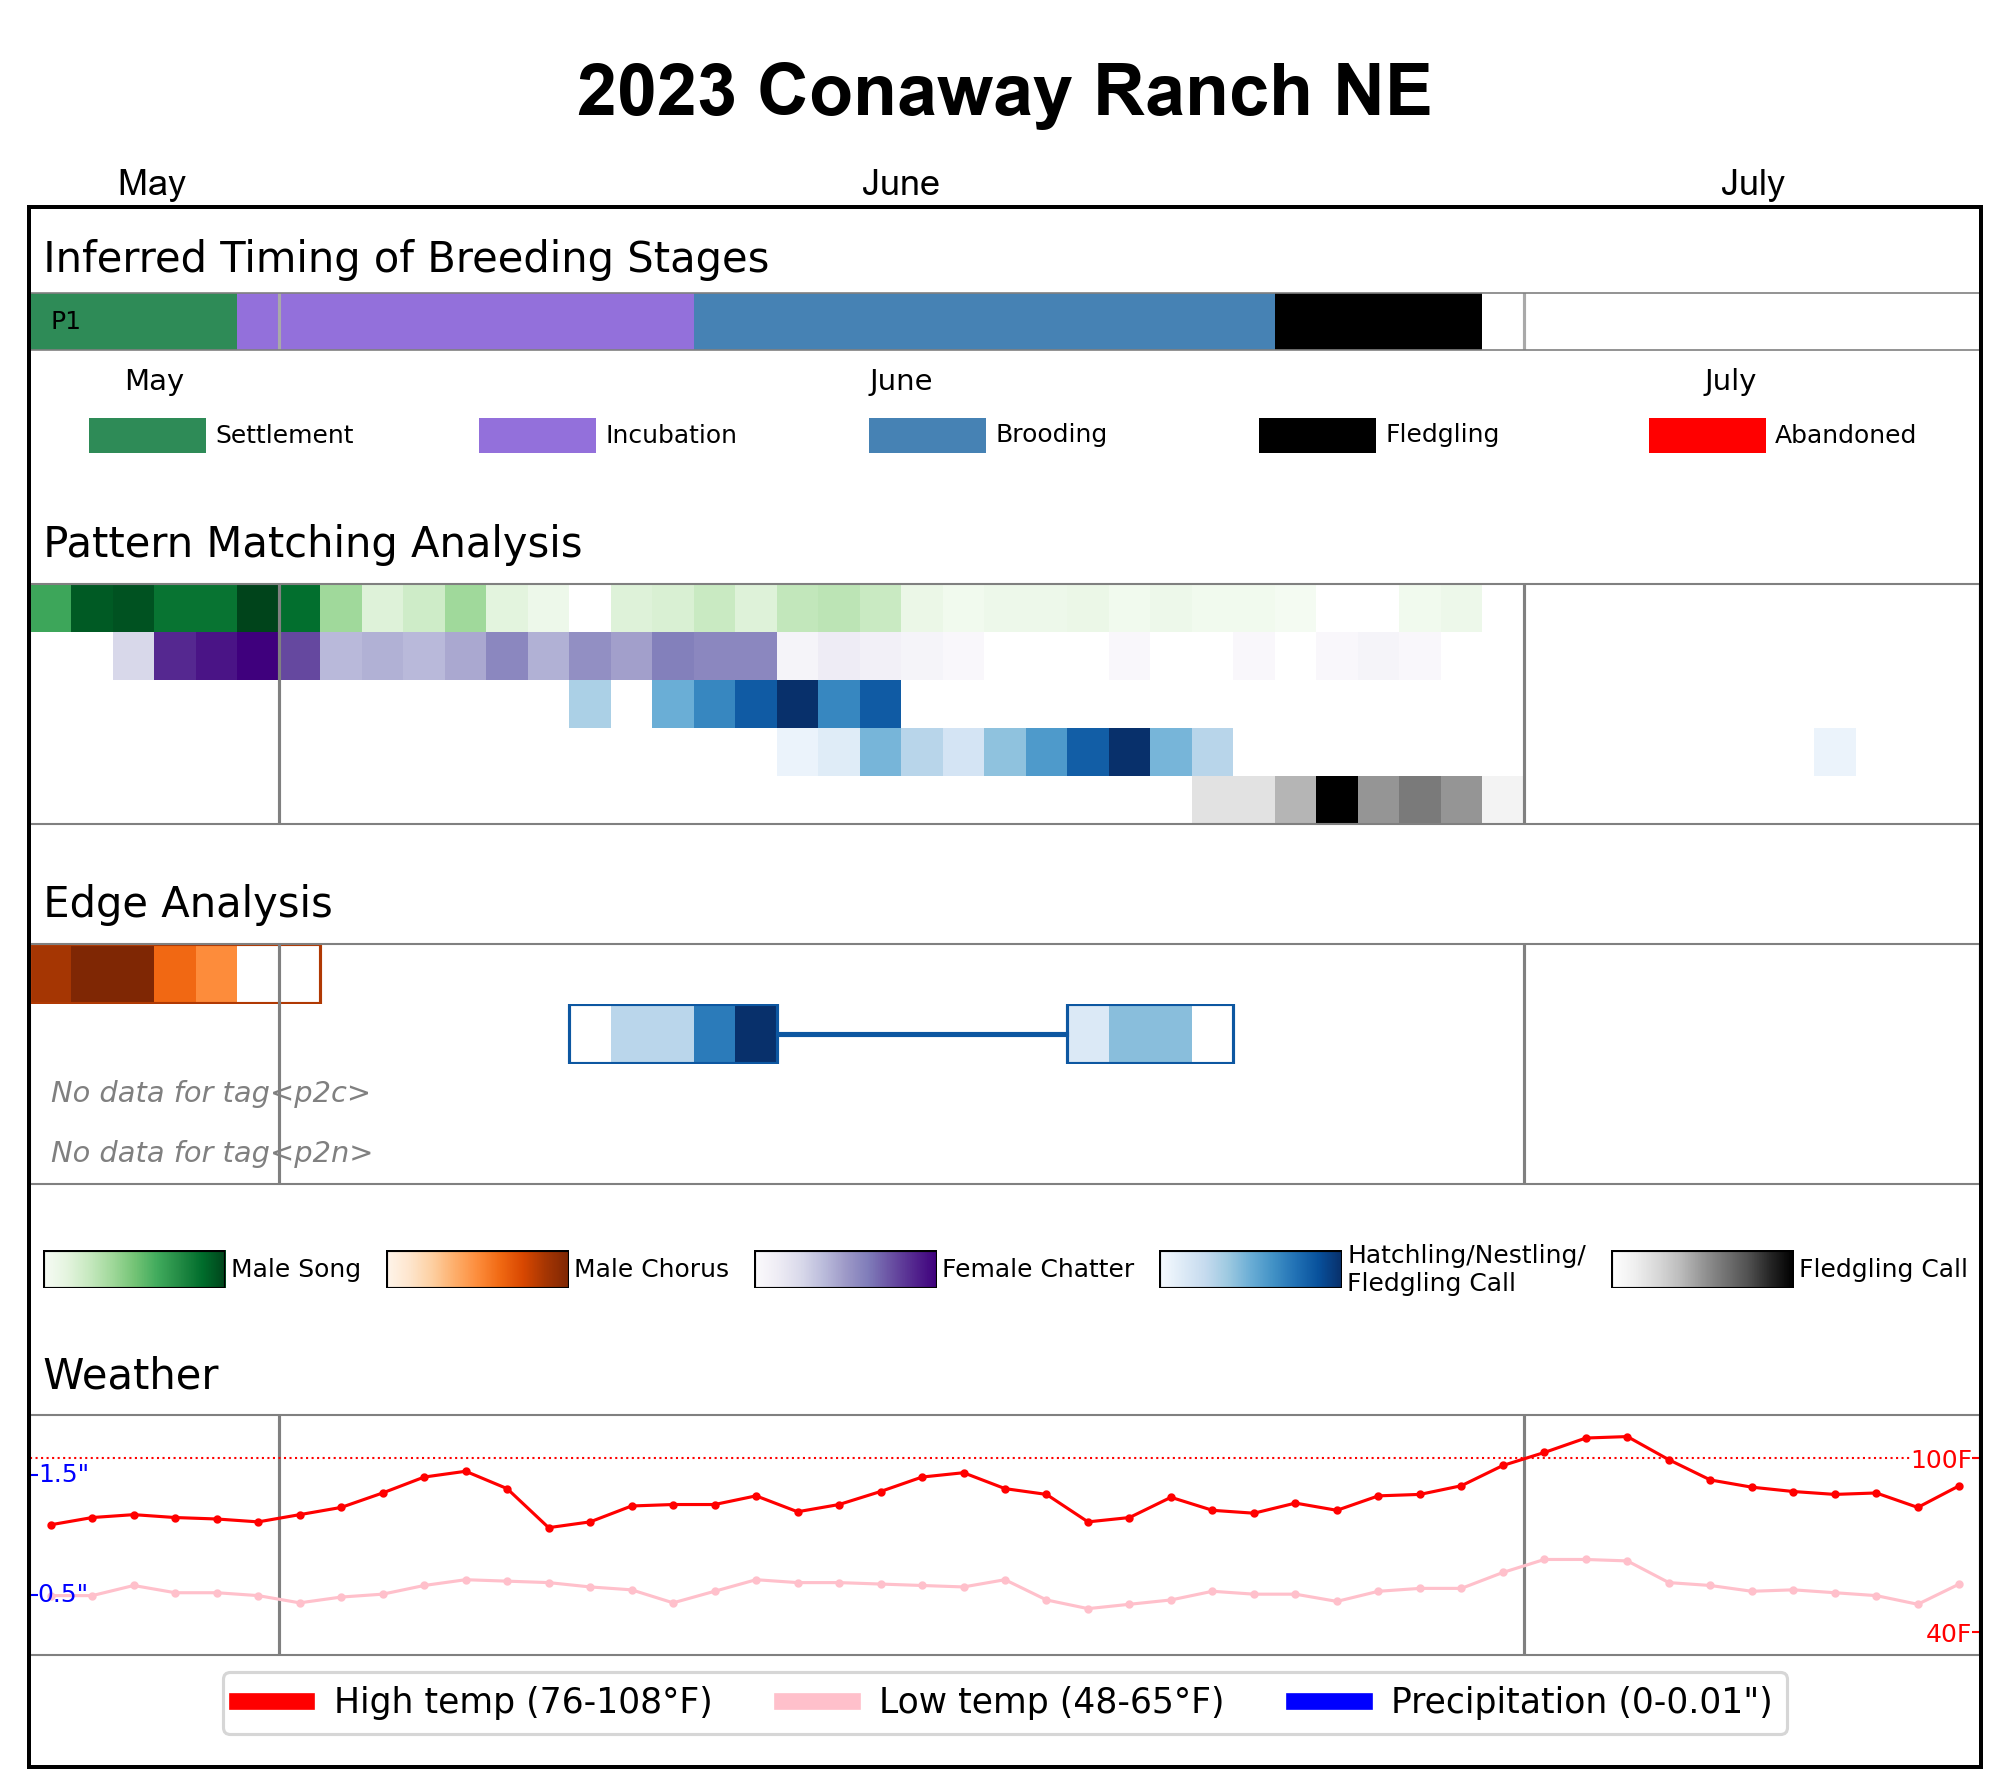 2023 Conaway Ranch NE
May June July
Inferred Timing of Breeding Stages
P1
May June July
Settlement Incubation Brooding Fledgling Abandoned
Pattern Matching Analysis
Edge Analysis
No data for tag<p2c>
No data for tag<p2n>
Male Song Male Chorus Female Chatter Hatchling/Nestling/
Fledgling Call Fledgling Call
Weather
100F
1.5"
0.5"
40F
High temp (76-108°F) Low temp (48-65°F) Precipitation (0-0.01")